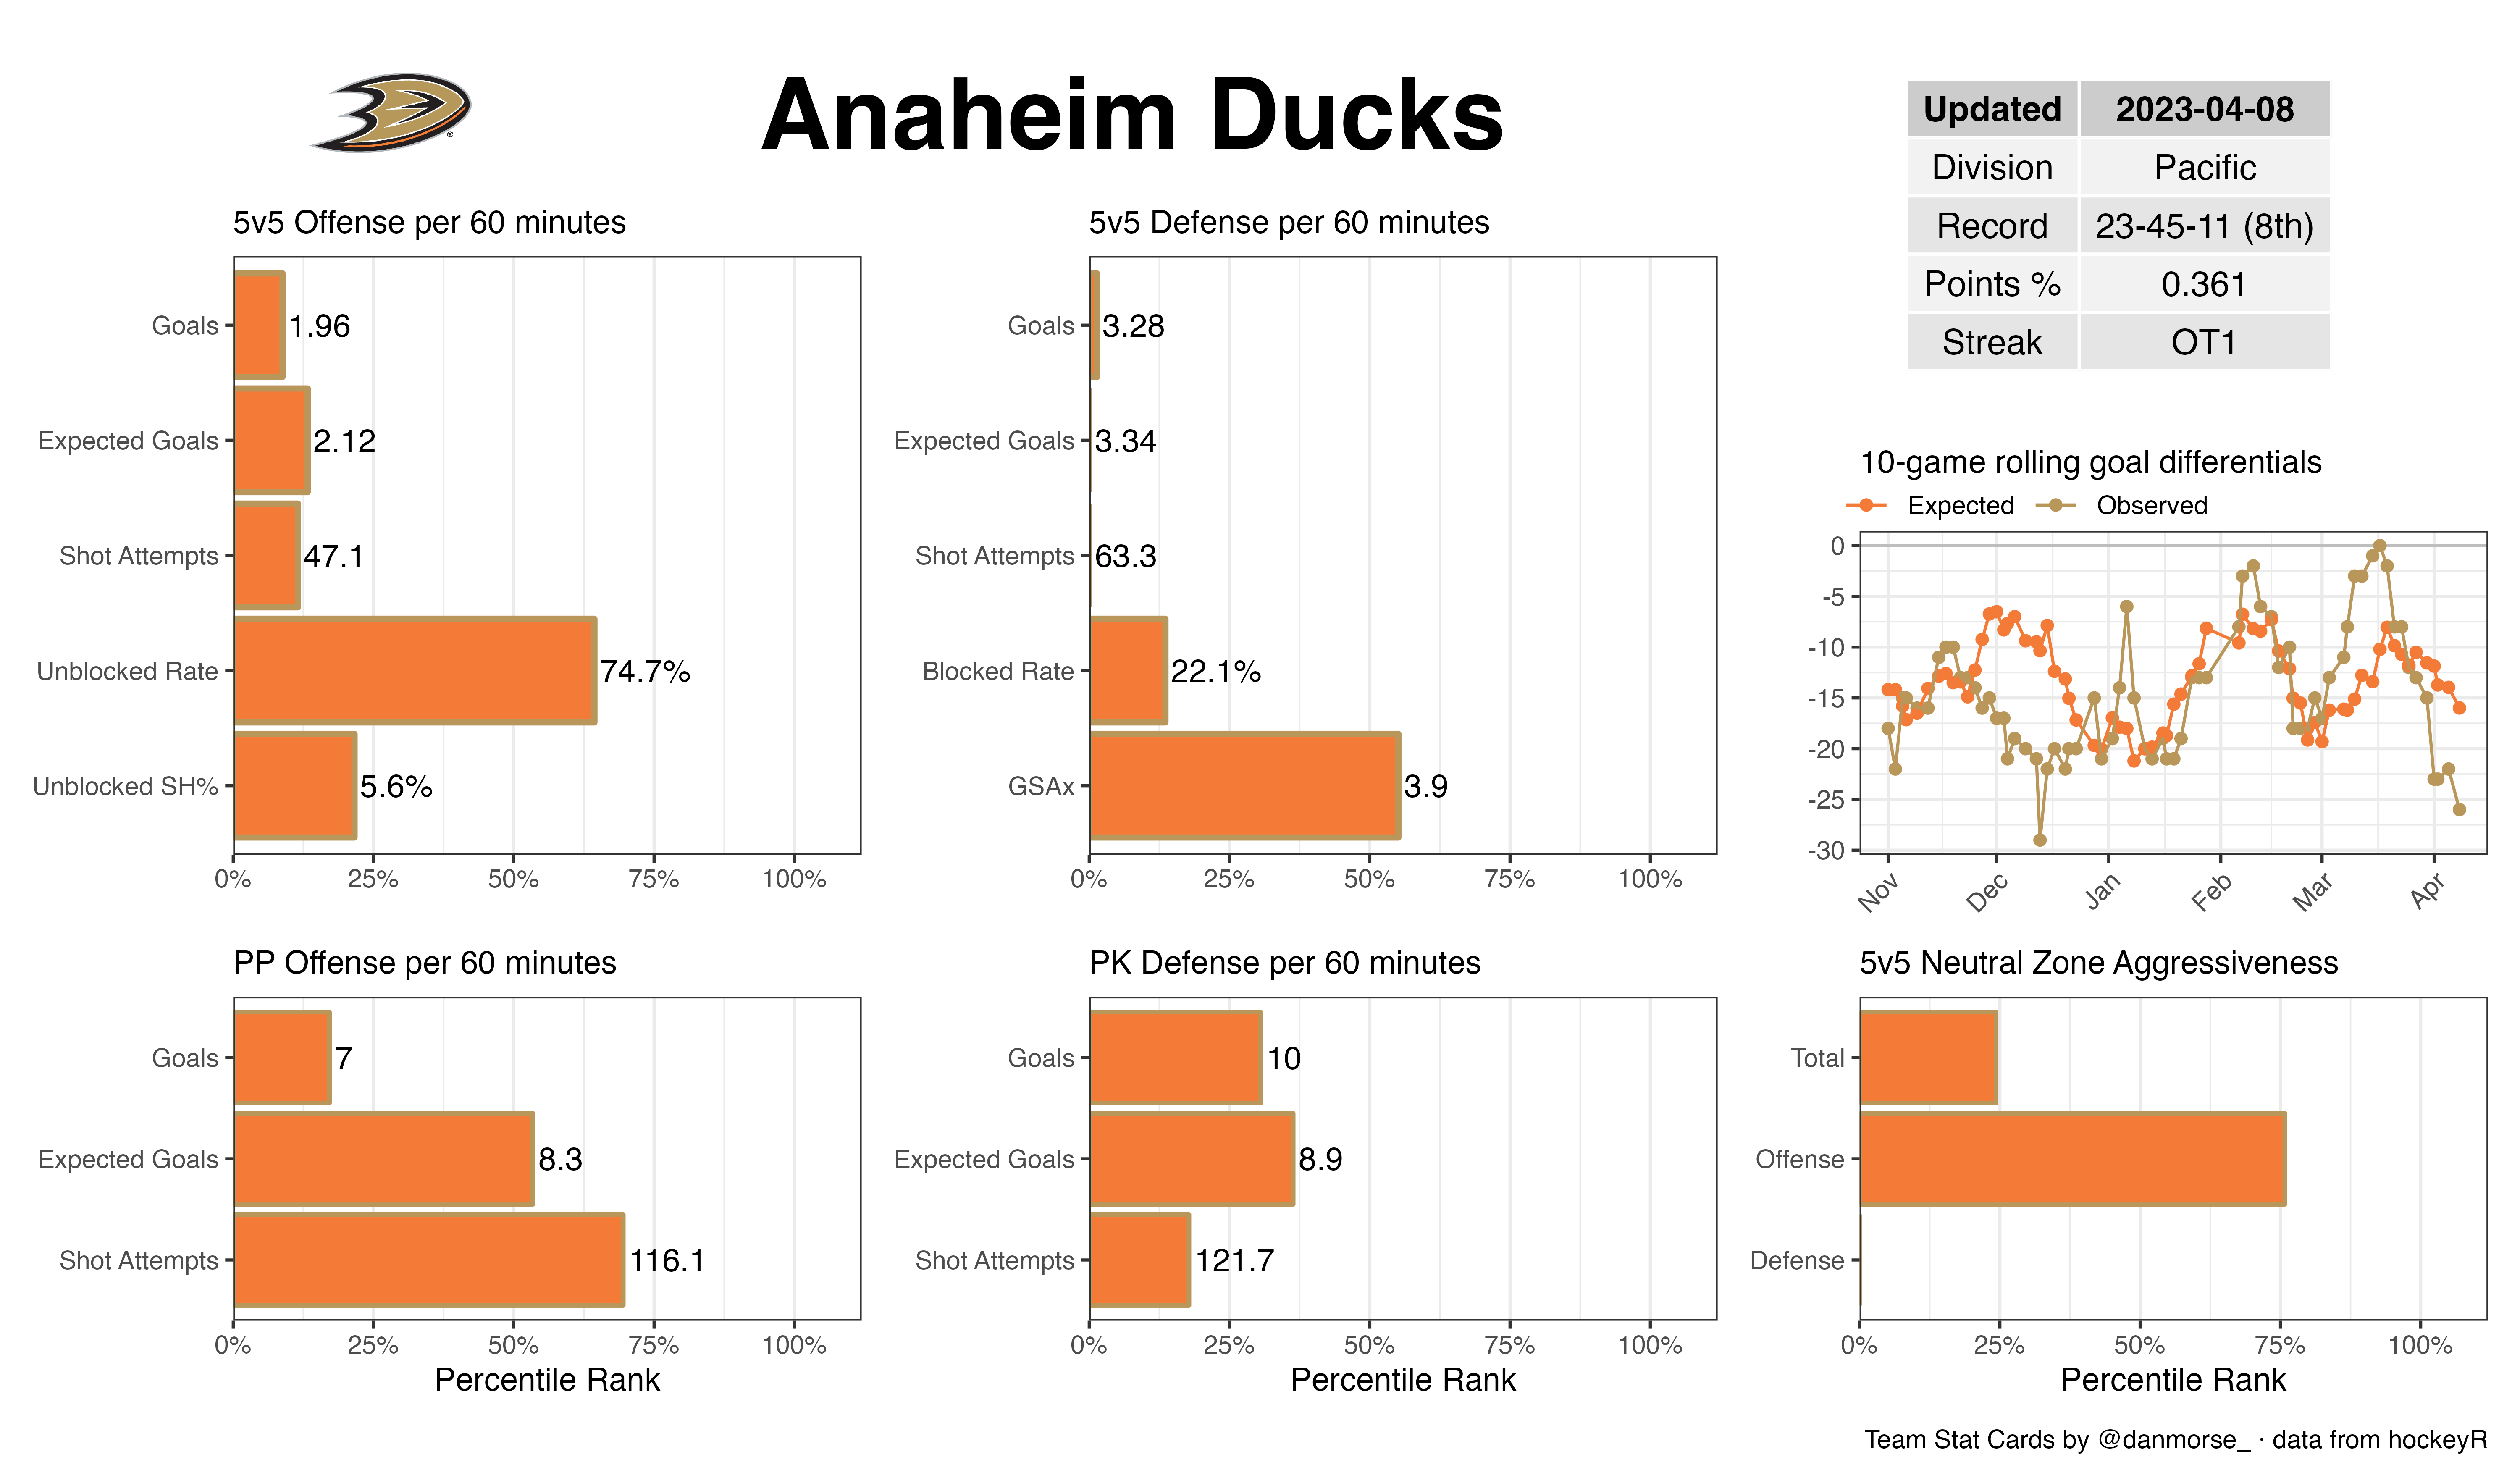 Anaheim Ducks
Updated 2023-04-08
Division Pacific
Record 23-45-11 (8th)
Points % 0.361
Streak OT1
5v5 Offense per 60 minutes
Goals 1.96
Expected Goals 2.12
Shot Attempts 47.1
Unblocked Rate 74.7%
Unblocked SH% 5.6%
0% 25% 50% 75% 100%
5v5 Defense per 60 minutes
Goals 3.28
Expected Goals 3.34
Shot Attempts 63.3
Blocked Rate 22.1%
GSAx 3.9
0% 25% 50% 75% 100%
10-game rolling goal differentials
Expected Observed
0
-5
-10
-15
-20
-25
-30
Nov Dec Jan Feb Mar Apr
PP Offense per 60 minutes
Goals 7
Expected Goals 8.3
Shot Attempts 116.1
0% 25% 50% 75% 100%
Percentile Rank
PK Defense per 60 minutes
Goals 10
Expected Goals 8.9
Shot Attempts 121.7
0% 25% 50% 75% 100%
Percentile Rank
5v5 Neutral Zone Aggressiveness
Total
Offense
Defense
0% 25% 50% 75% 100%
Percentile Rank
Team Stat Cards by @danmorse_ · data from hockeyR